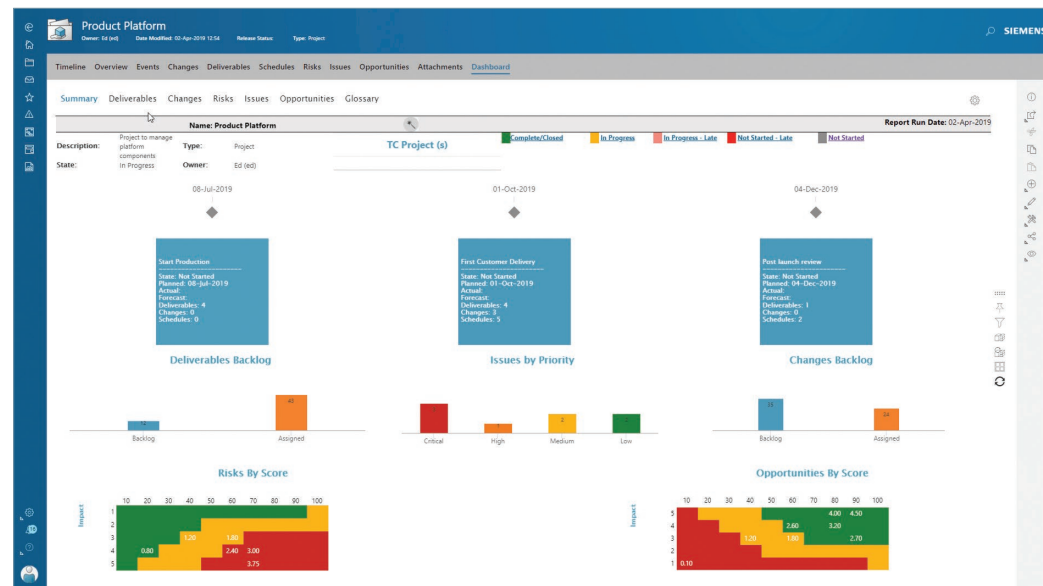 Product Platform
Owner: Ed (ed) Date Modified: 02-Apr-2019 12:54 Release Status: Type: Project
SIEMENS
Timeline Overview Events Changes Deliverables Schedules Risks Issues Opportunities Attachments Dashboard
Summary Deliverables Changes Risks Issues Opportunities Glossary
Name: Product Platform
Report Run Date: 02-Apr-2019
Complete/Closed In Progress In Progress - Late Not Started - Late Not Started
Description: Project to manage platform components Type: Project
TC Project (s)
State: In Progress Owner: Ed (ed)
08-Jul-2019 01-Oct-2019 04-Dec-2019
Start Production
State: Not Started
Planned: 08-Jul-2019
Actual:
Forecast:
Deliverables: 4
Changes: 0
Schedules: 0
First Customer Delivery
State: Not Started
Planned: 01-Oct-2019
Actual:
Forecast:
Deliverables: 4
Changes: 3
Schedules: 5
Post launch review
State: Not Started
Planned: 04-Dec-2019
Actual:
Forecast:
Deliverables: 1
Changes: 0
Schedules: 2
Deliverables Backlog
12
Backlog Assigned
Issues by Priority
2
Critical High Medium Low
Changes Backlog
Backlog Assigned
Risks By Score
Impact
10 20 30 40 50 60 70 80 90 100
1
2
3 1.20 1.80
4 0.80 2.40 3.00
5 3.75
Opportunities By Score
Impact
10 20 30 40 50 60 70 80 90 100
5 4.00 4.50
4 2.60 3.20
3 1.20 1.80 2.70
2
1 0.10